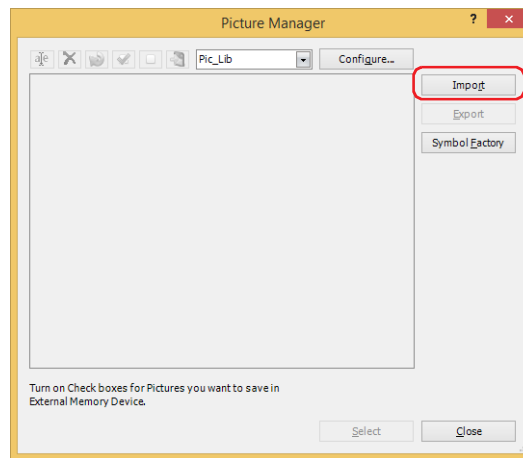 Picture Manager
?
aJe
Pic_Lib
Configure...
Import
Export
Symbol Factory
Turn on Check boxes for Pictures you want to save in
External Memory Device.
Select
Close